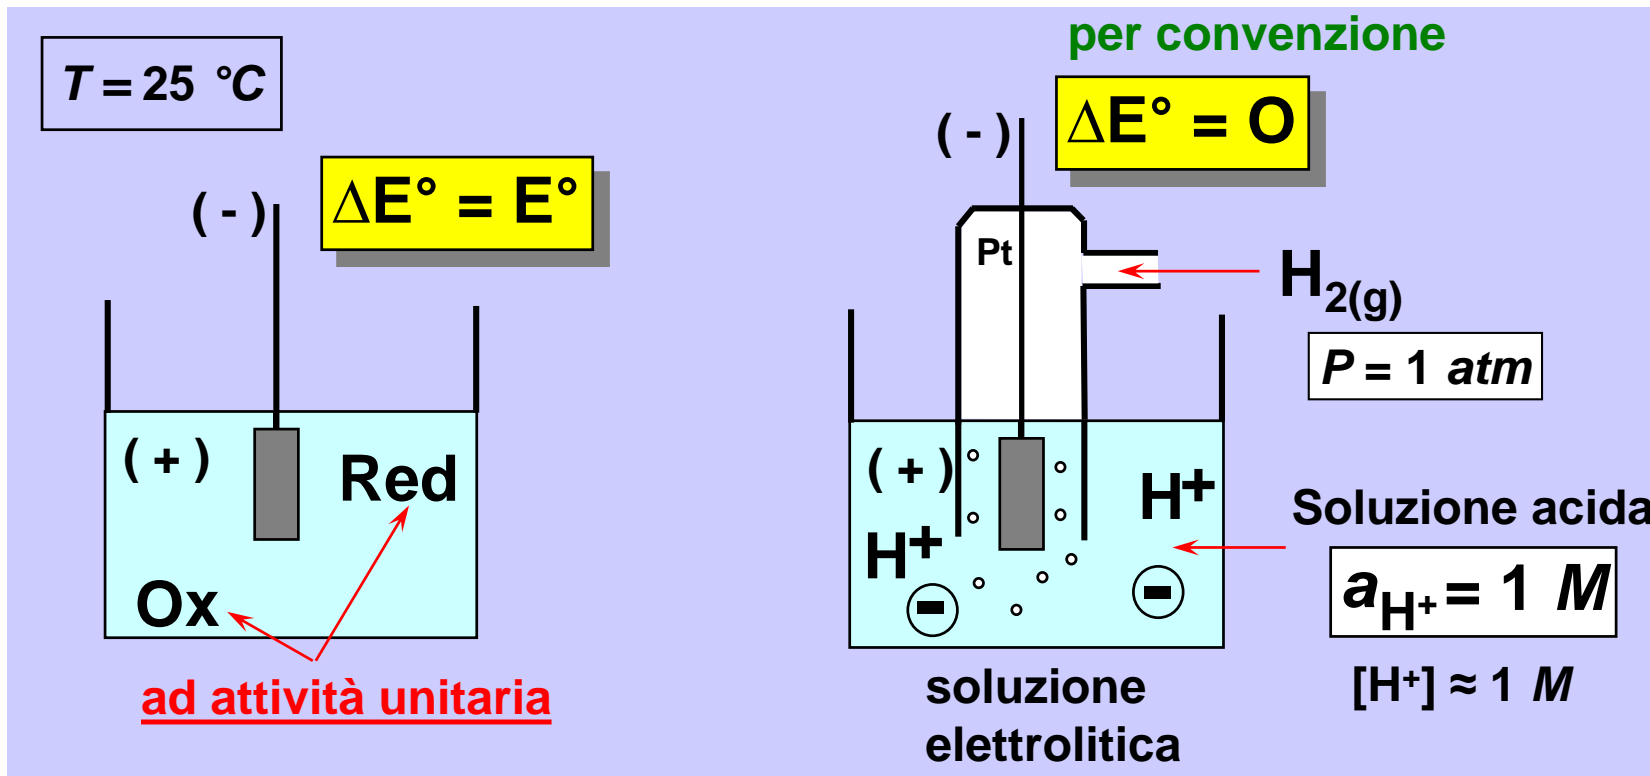 per convenzione
T = 25 °C
ΔE° = O
( - )
ΔE° = E°
( - )
Pt
H2(g)
P = 1 atm
( + )
Red
( + )
H+
H+
Soluzione acida
Ox
aH+ = 1 M
ad attività unitaria
soluzione
elettrolitica
[H+] ≈ 1 M